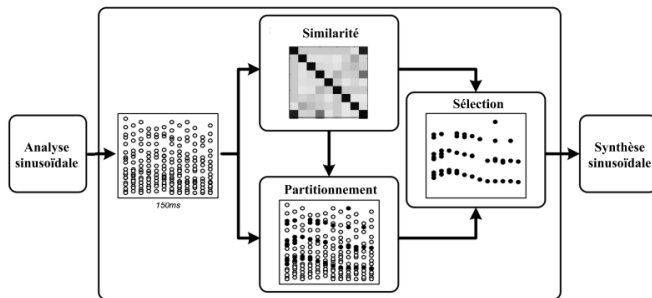 Similarité
Analyse
sinusoïdale
150ms
Partitionnement
Sélection
Synthèse
sinusoïdale